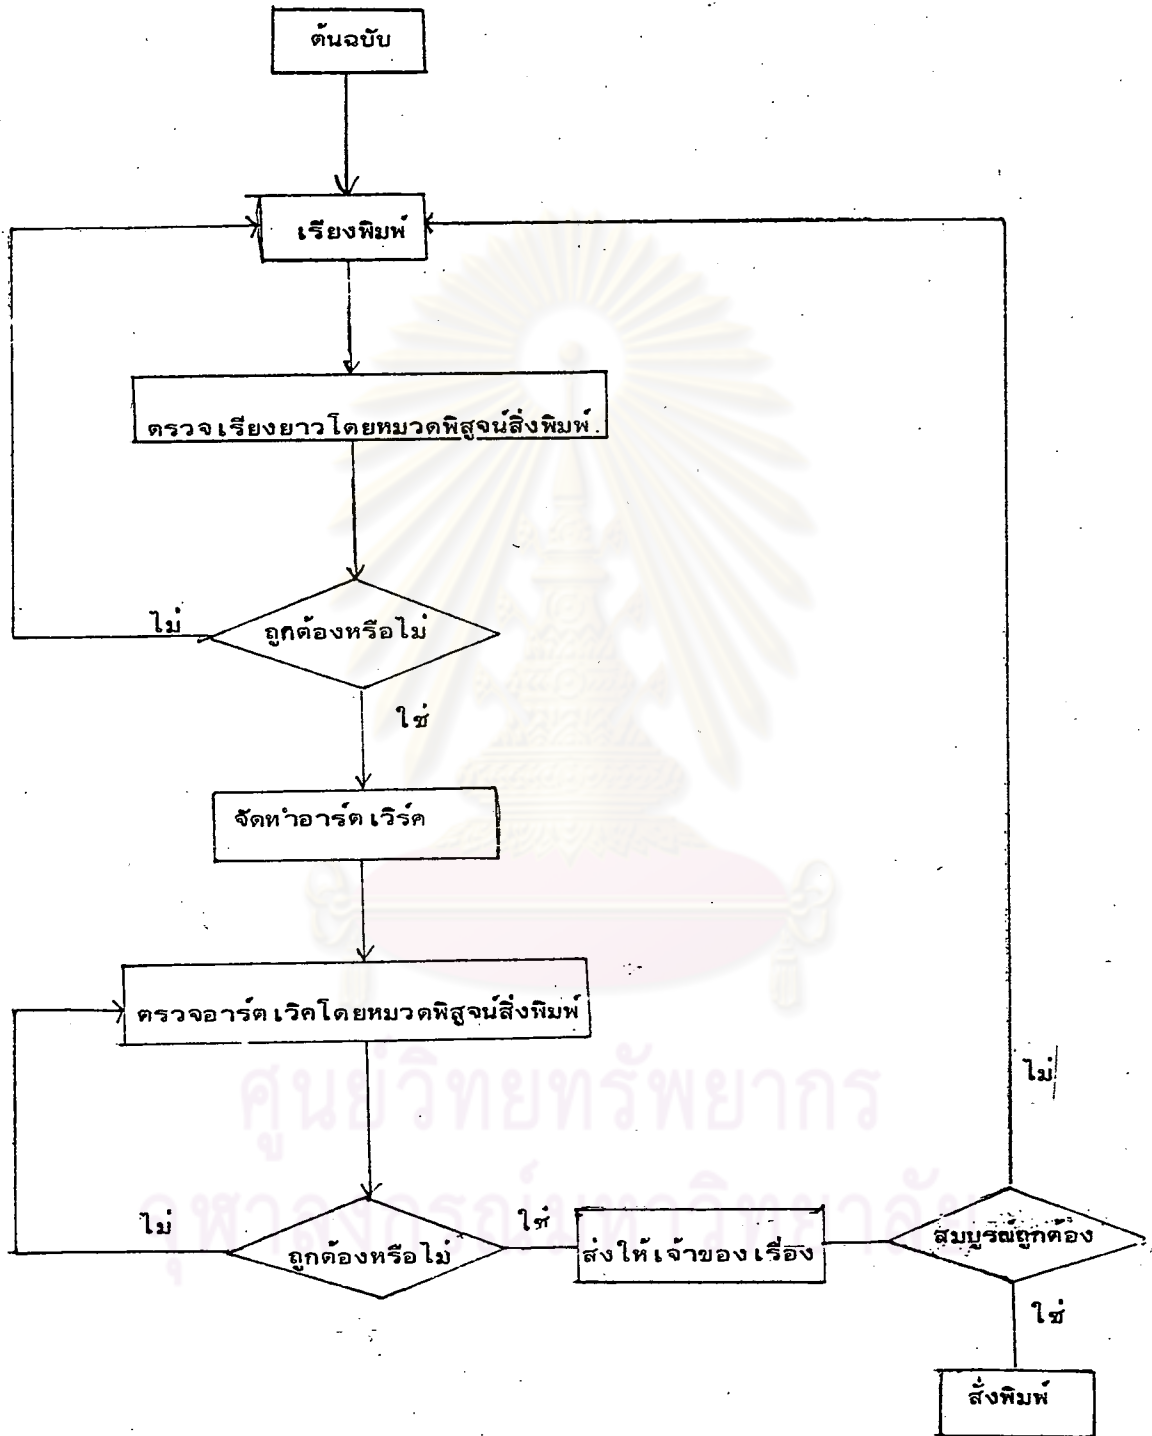 ต้นฉบับ
เรียงพิมพ์
ตรวจเรียงยาวโดยหมวดพิสูจน์สิ่งพิมพ์
ไม่
ถูกต้องหรือไม่
ใช่
จัดทำอาร์ตเวิร์ค
ตรวจอาร์ตเวิคโดยหมวดพิสูจน์สิ่งพิมพ์
ไม่
ศูนย์วิทยทรัพยากร
จุฬาลงกรณ์มหาวิทยาลัย
ไม่
ถูกต้องหรือไม่
ใช่
ส่งให้เจ้าของเรื่อง
สมบูรณ์ถูกต้อง
ใช่
สั่งพิมพ์